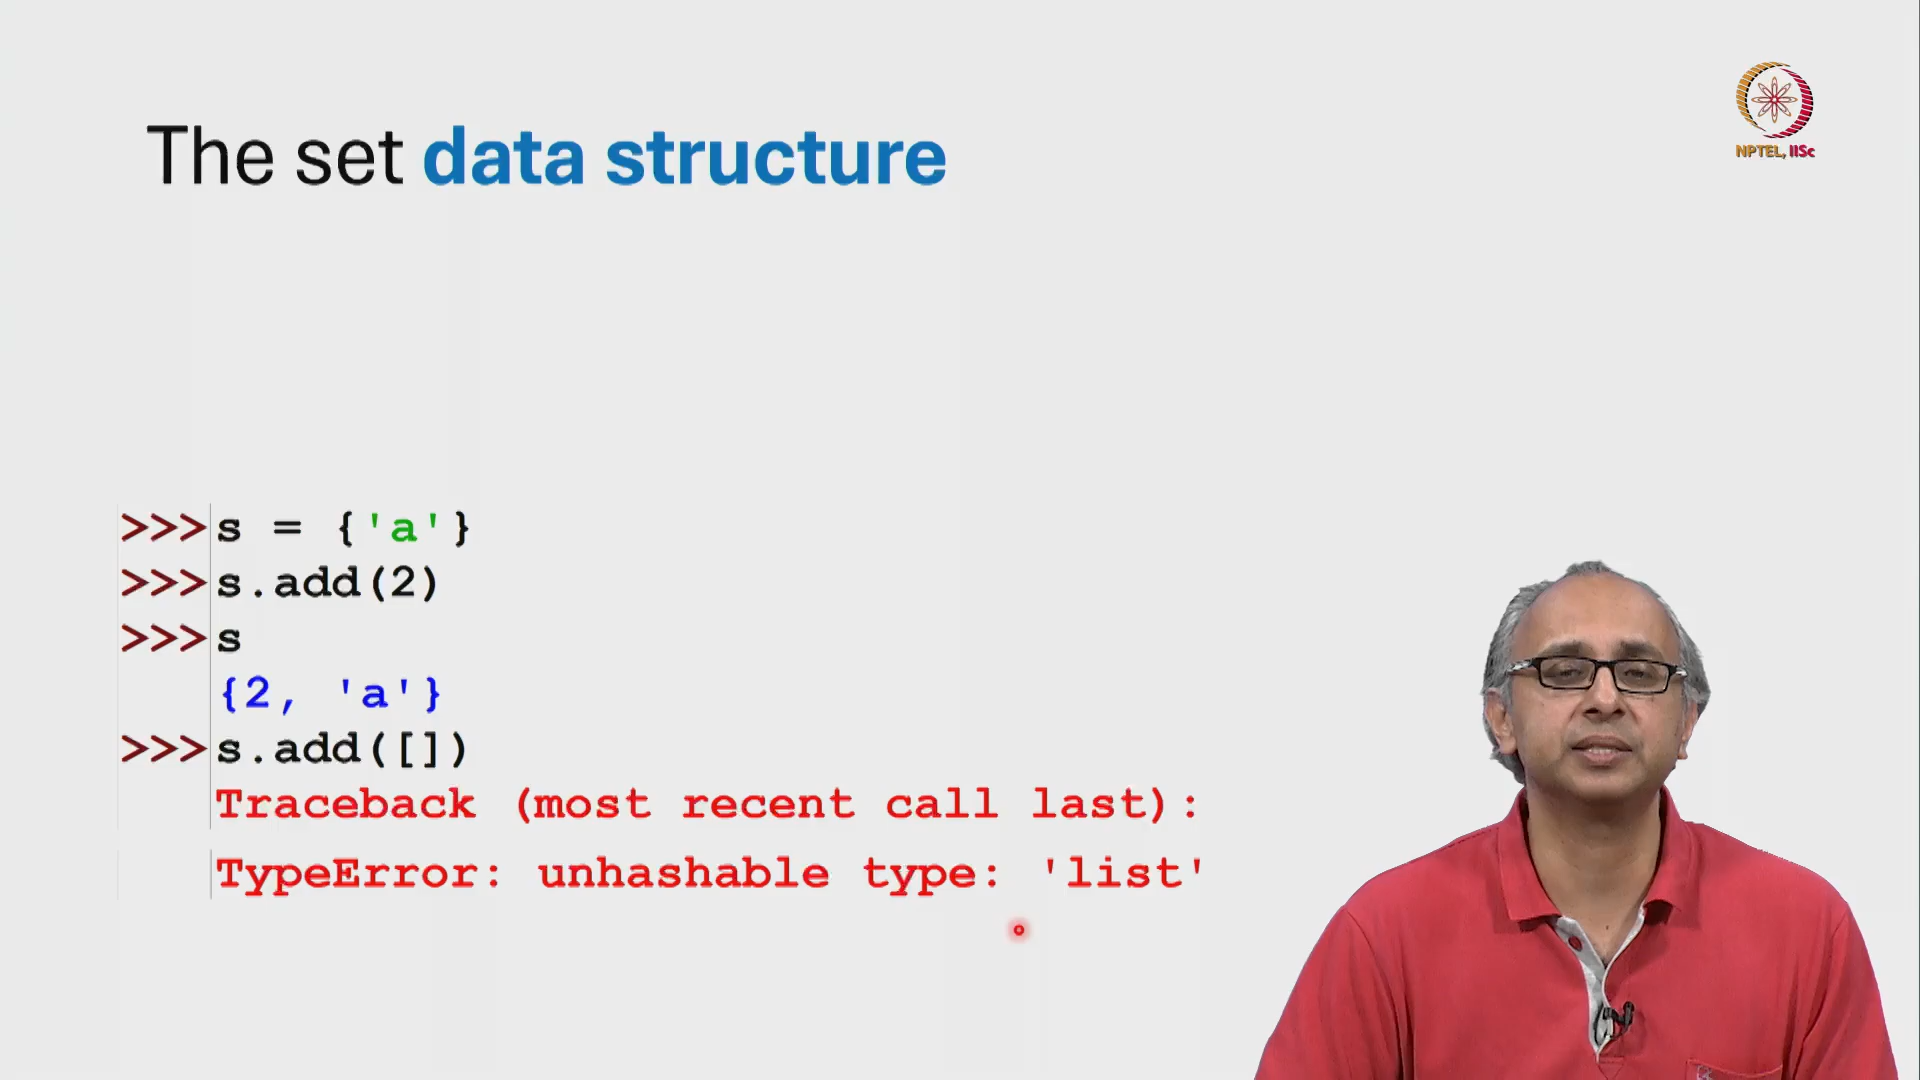 The set data structure
NPTEL, IISc
>>> s = {'a'}
>>> s.add(2)
>>> s
{2, 'a'}
>>> s.add([])
Traceback (most recent call last):
TypeError: unhashable type: 'list'